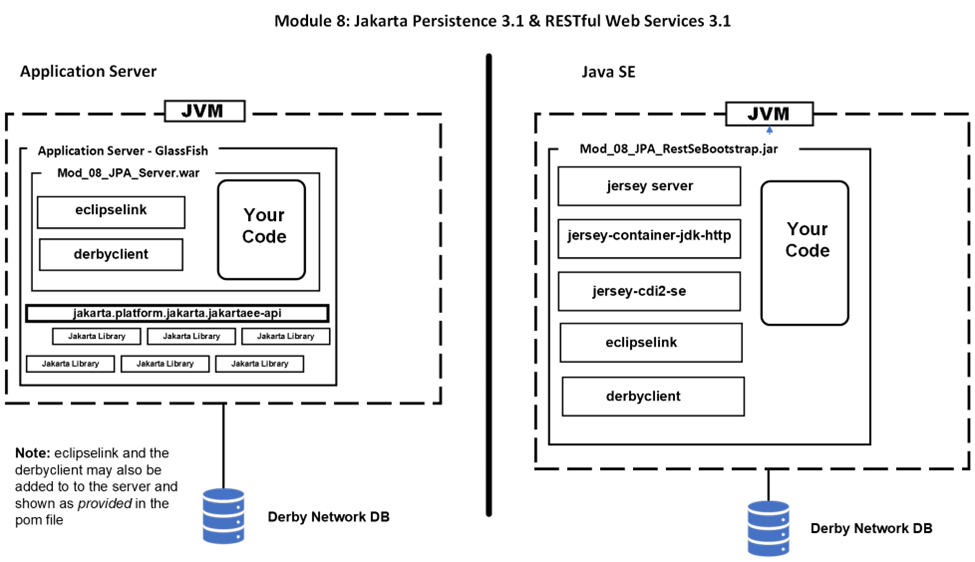 Module 8: Jakarta Persistence 3.1 & RESTful Web Services 3.1
Application Server
JVM
Application Server - GlassFish
Mod_08_JPA_Server.war
eclipselink
derbyclient
Your
Code
jakarta.platform.jakarta.jakartaee-api
Jakarta Library
Jakarta Library
Jakarta Library
Jakarta Library
Jakarta Library
Jakarta Library
Note: eclipselink and the
derbyclient may also be
added to to the server and
shown as provided in the
pom file
Derby Network DB
Java SE
JVM
Mod_08_JPA_RestSeBootstrap.jar
jersey server
jersey-container-jdk-http
jersey-cdi2-se
eclipselink
derbyclient
Your
Code
Derby Network DB